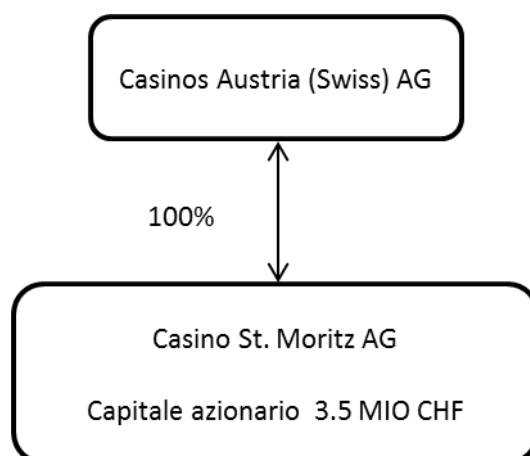 Casinos Austria (Swiss) AG
100%
Casino St. Moritz AG
Capitale azionario 3.5 MIO CHF